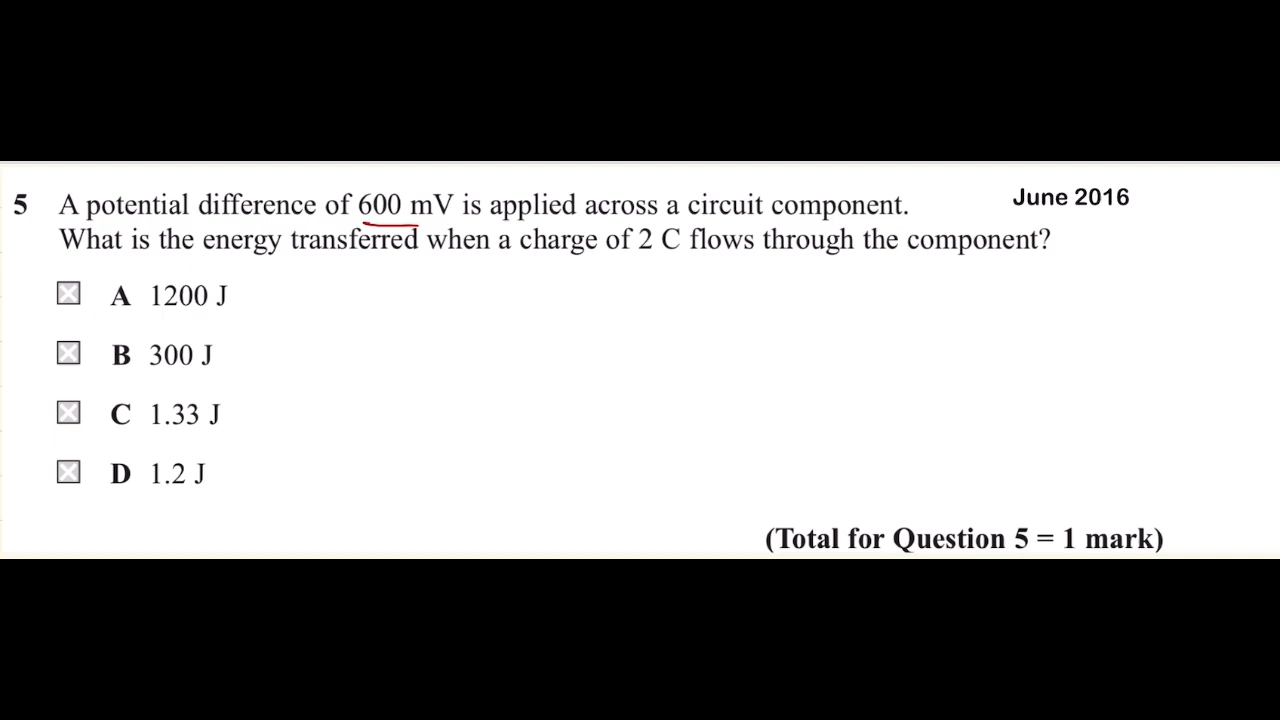 5 A potential difference of 600 mV is applied across a circuit component. June 2016
What is the energy transferred when a charge of 2 C flows through the component?
A 1200 J
B 300 J
C 1.33 J
D 1.2 J
(Total for Question 5 = 1 mark)